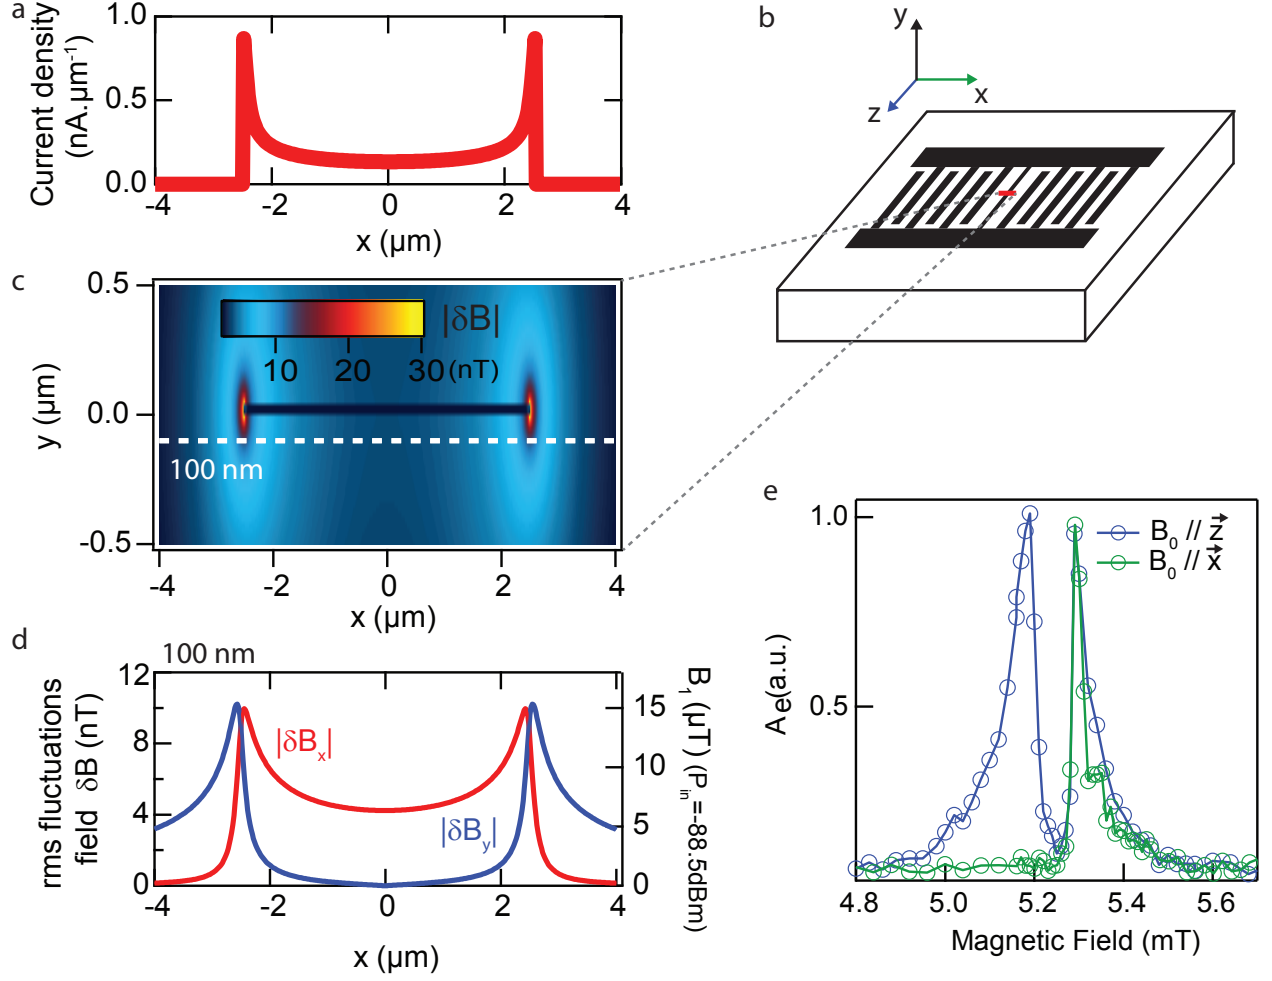 a
Current density
(nA.µm⁻¹)
1.0
0.5
0.0
-4
-2
0
2
4
x (µm)
b
y
x
z
c
y (µm)
0.5
0.0
-0.5
|δB|
10
20
30
(nT)
100 nm
-4
-2
0
2
4
x (µm)
d
100 nm
rms fluctuations
field δB (nT)
12
8
4
0
|δBₓ|
|δB_y|
15
10
5
0
B₁ (µT) (P_in=-88.5dBm)
-4
-2
0
2
4
x (µm)
e
Aₑ(a.u.)
1.0
0.5
B₀ // z⃗
B₀ // x⃗
4.8
5.0
5.2
5.4
5.6
Magnetic Field (mT)